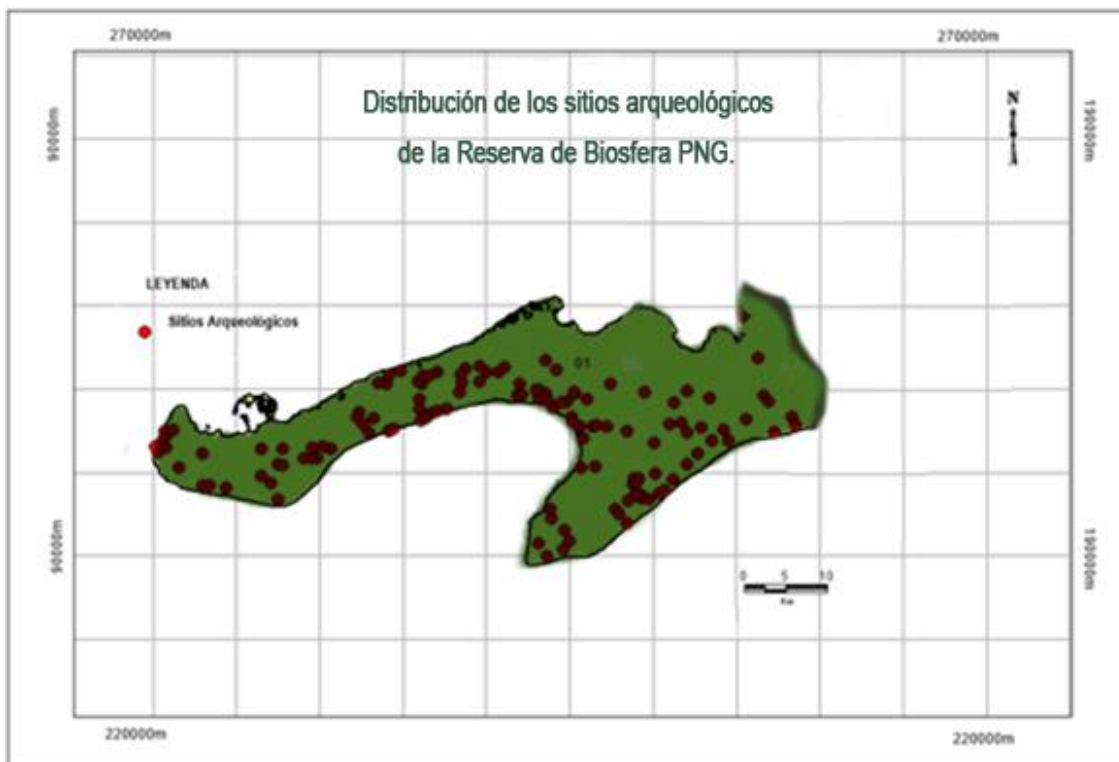 270000m 270000m
Distribución de los sitios arqueológicos
de la Reserva de Biosfera PNG.
N
90000m
190000m
LEYENDA
Sitios Arqueológicos
01
90000m
190000m
0 5 10
Km
220000m 220000m